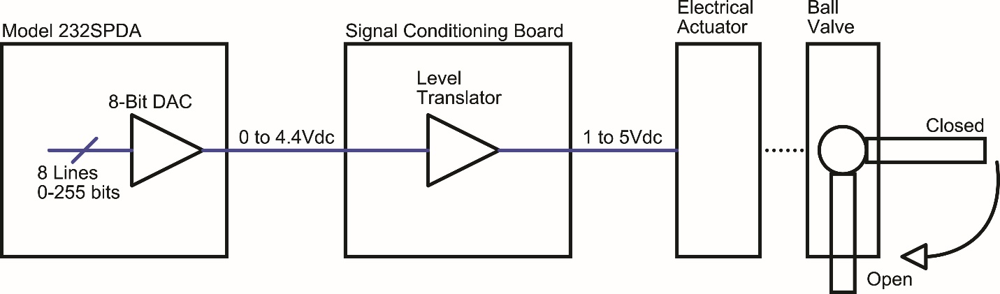 Model 232SPDA
8-Bit DAC
8 Lines
0-255 bits
0 to 4.4Vdc
Signal Conditioning Board
Level
Translator
1 to 5Vdc
Electrical
Actuator
Ball
Valve
Closed
Open